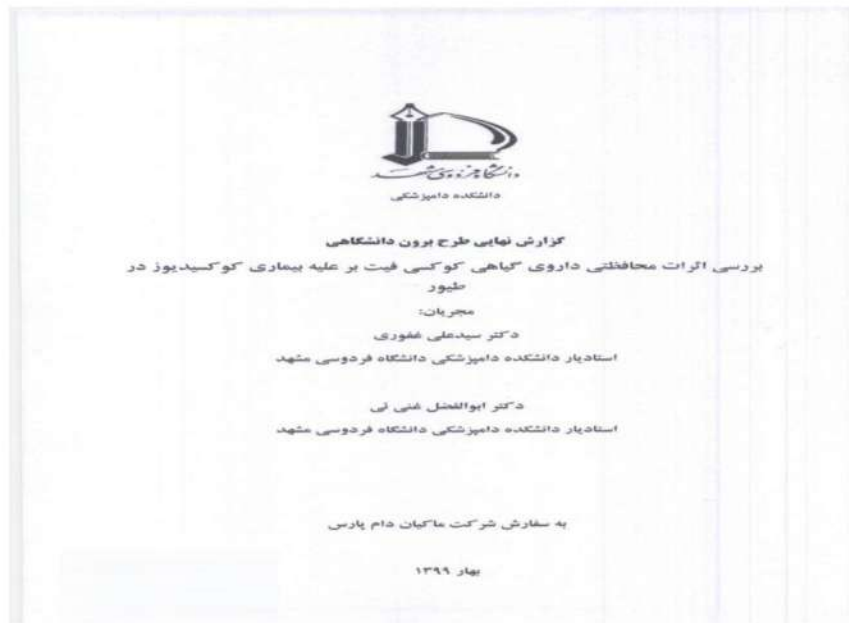 دانشگاه فردوسی مشهد
دانشکده دامپزشکی
گزارش نهایی طرح برون دانشگاهی
بررسی اثرات محافظتی داروی گیاهی کوکسی فیت بر علیه بیماری کوکسیدیوز در
طیور
مجریان:
دکتر سیدعلی غفوری
استادیار دانشکده دامپزشکی دانشگاه فردوسی مشهد
دکتر ابوالفضل غنی ئی
استادیار دانشکده دامپزشکی دانشگاه فردوسی مشهد
به سفارش شرکت ماکیان دام پارس
بهار ۱۳۹۹